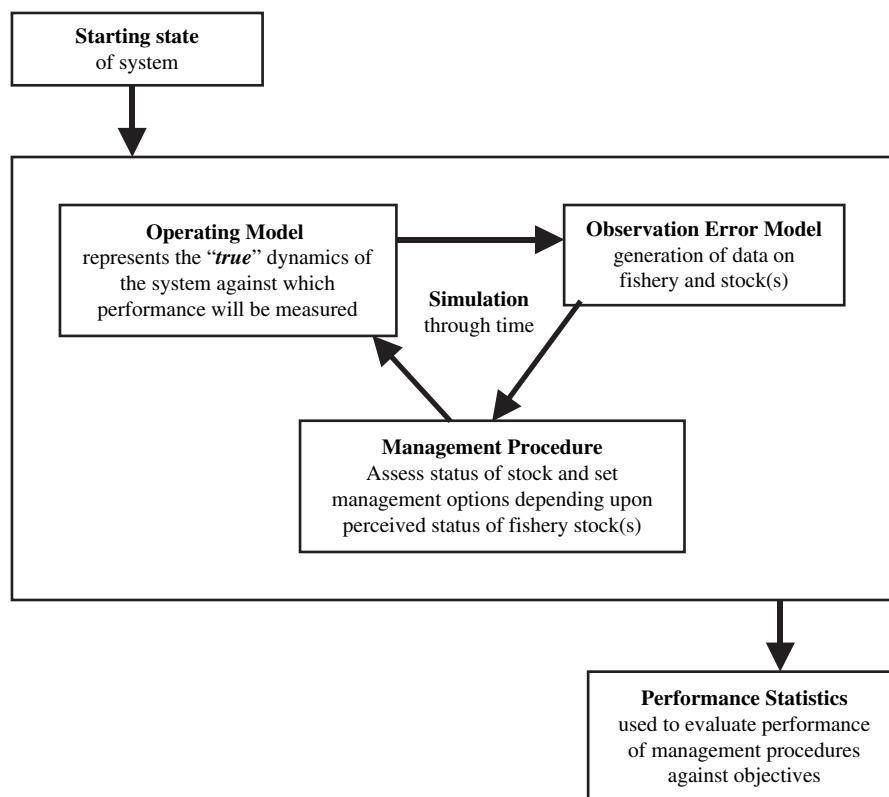 Starting state
of system
Operating Model
represents the “true” dynamics of
the system against which
performance will be measured
Observation Error Model
generation of data on
fishery and stock(s)
Simulation
through time
Management Procedure
Assess status of stock and set
management options depending upon
perceived status of fishery stock(s)
Performance Statistics
used to evaluate performance
of management procedures
against objectives